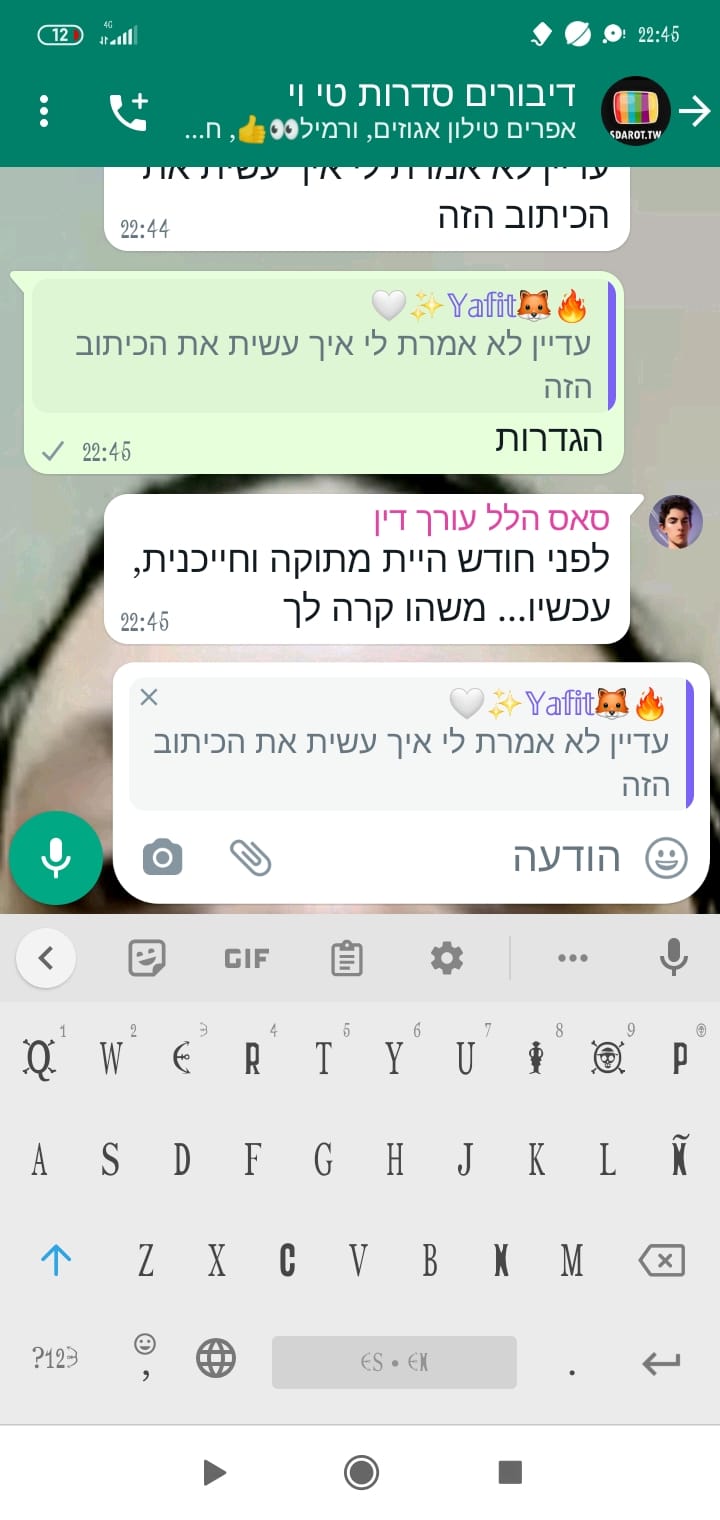 12 4G 22:45
דיבורים סדרות טי וי
אפרים טילון אגוזים, ורמיל👀👍, ח...
SDAROT.TW
עדיין לא אמרת לי איך עשית את
הכיתוב הזה
22:44
🔥🦊Yafit✨🤍
עדיין לא אמרת לי איך עשית את הכיתוב
הזה
הגדרות
22:45
סאס הלל עורך דין
לפני חודש היית מתוקה וחייכנית,
עכשיו... משהו קרה לך
22:45
🔥🦊Yafit✨🤍
עדיין לא אמרת לי איך עשית את הכיתוב
הזה
הודעה
GIF
1 2 3 4 5 6 7 8 9 0
Q W E R T Y U I O P
A S D F G H J K L Ñ
Z X C V B N M
?123 , ES • EN .